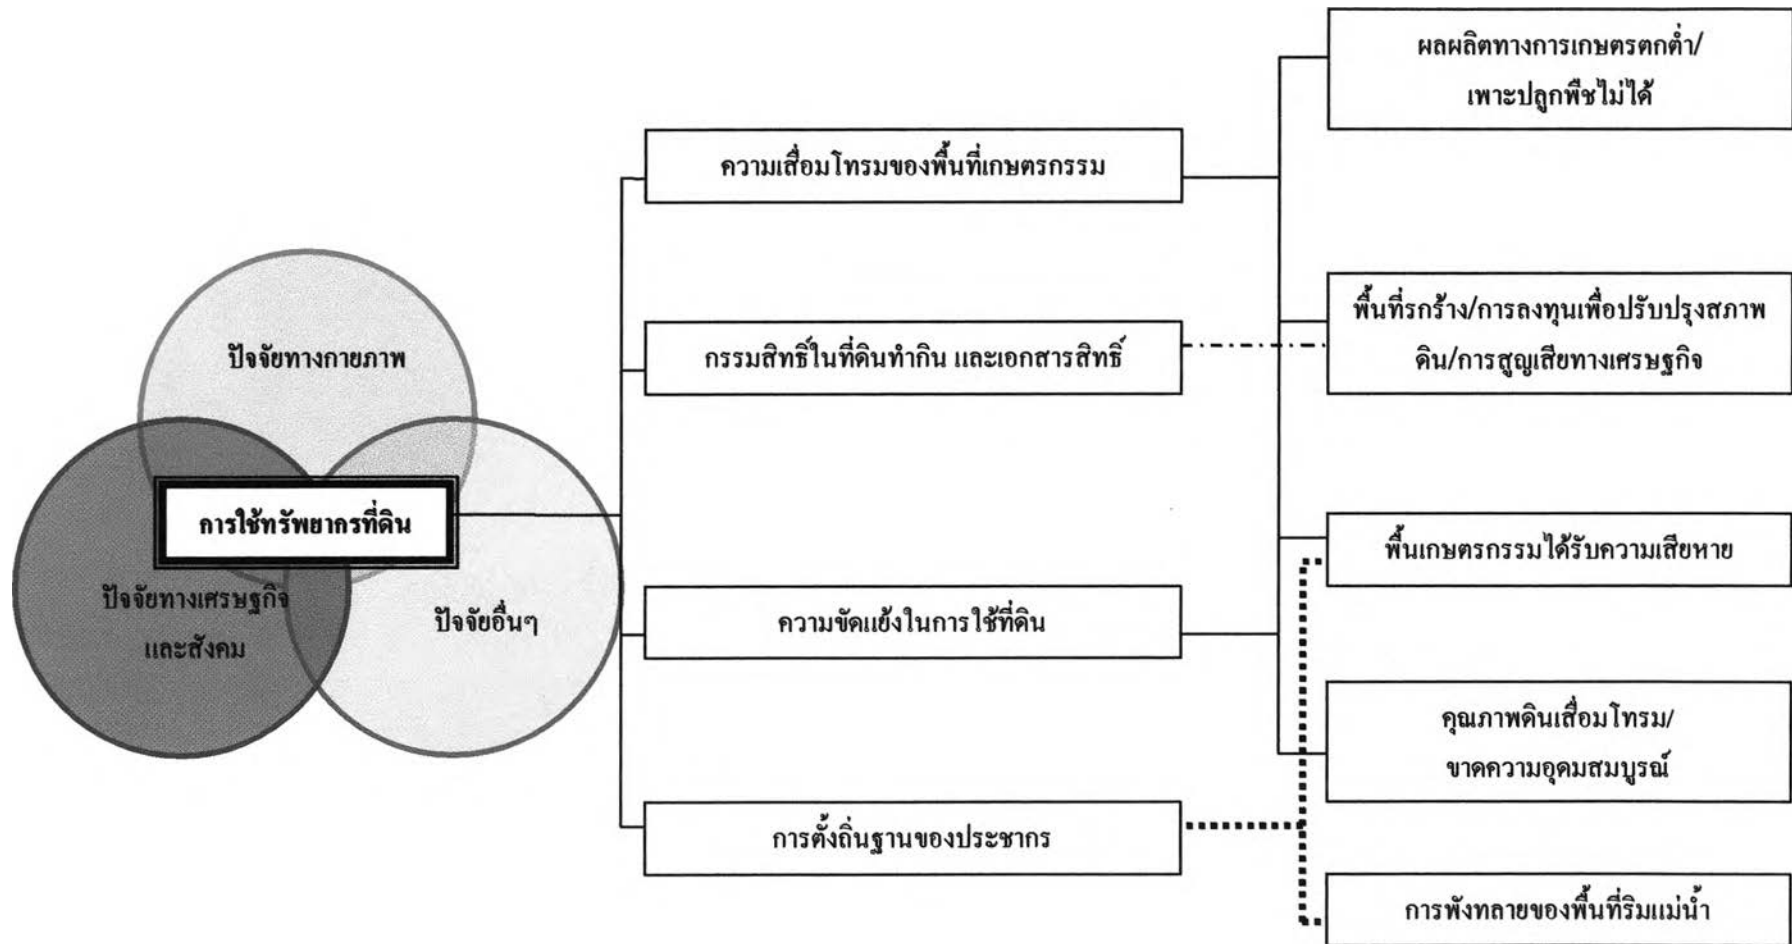 ปัจจัยทางกายภาพ
การใช้ทรัพยากรที่ดิน
ปัจจัยทางเศรษฐกิจ
และสังคม
ปัจจัยอื่นๆ
ความเสื่อมโทรมของพื้นที่เกษตรกรรม
กรรมสิทธิ์ในที่ดินทำกิน และเอกสารสิทธิ์
ความขัดแย้งในการใช้ที่ดิน
การตั้งถิ่นฐานของประชากร
ผลผลิตทางการเกษตรตกต่ำ/
เพาะปลูกพืชไม่ได้
พื้นที่รกร้าง/การลงทุนเพื่อปรับปรุงสภาพ
ดิน/การสูญเสียทางเศรษฐกิจ
พื้นเกษตรกรรมได้รับความเสียหาย
คุณภาพดินเสื่อมโทรม/
ขาดความอุดมสมบูรณ์
การพังทลายของพื้นที่ริมแม่น้ำ